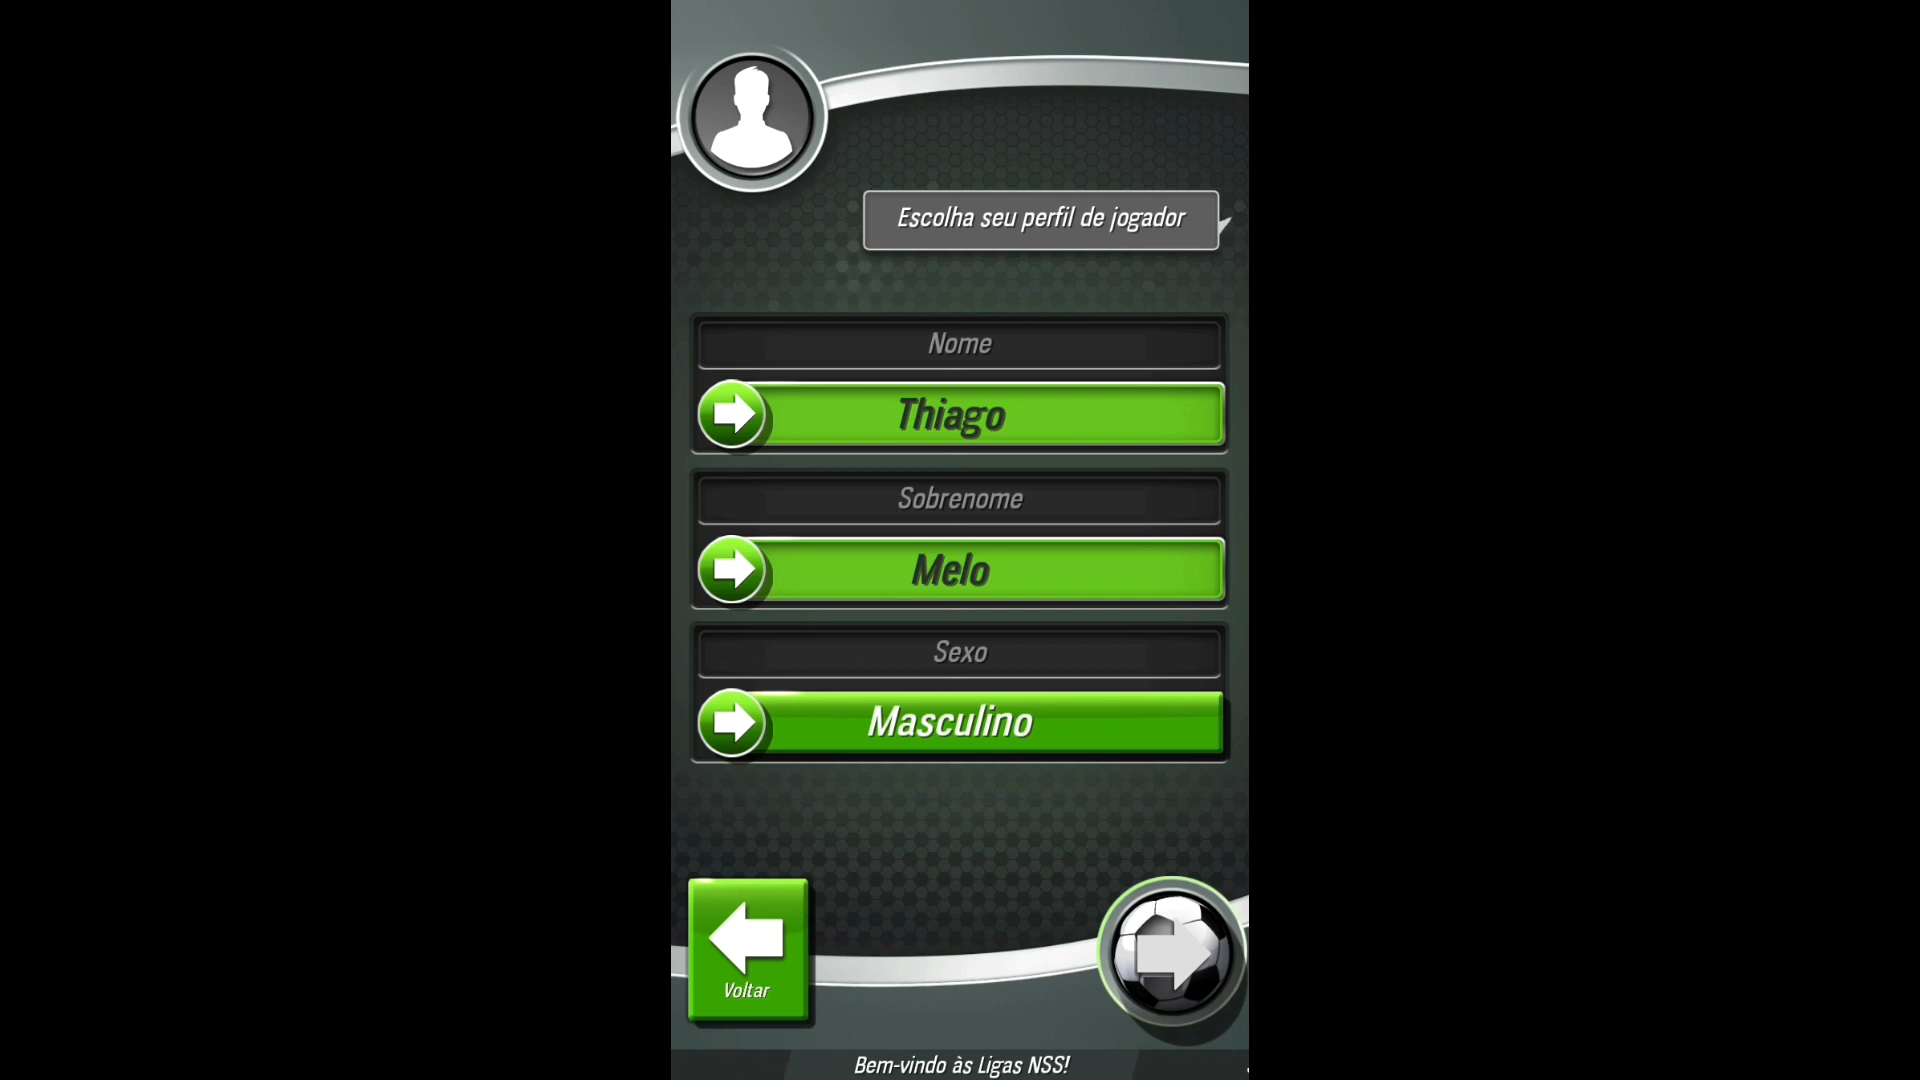 Escolha seu perfil de jogador
Nome
Thiago
Sobrenome
Melo
Sexo
Masculino
Voltar
Bem-vindo às Ligas NSS!